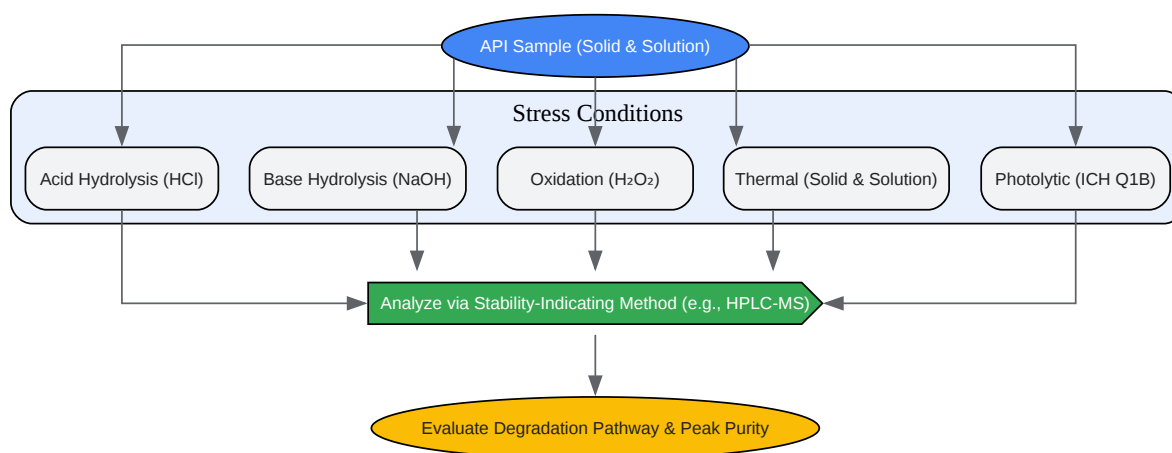 API Sample (Solid & Solution)
Stress Conditions
Acid Hydrolysis (HCl)
Base Hydrolysis (NaOH)
Oxidation (H₂O₂)
Thermal (Solid & Solution)
Photolytic (ICH Q1B)
Analyze via Stability-Indicating Method (e.g., HPLC-MS)
Evaluate Degradation Pathway & Peak Purity